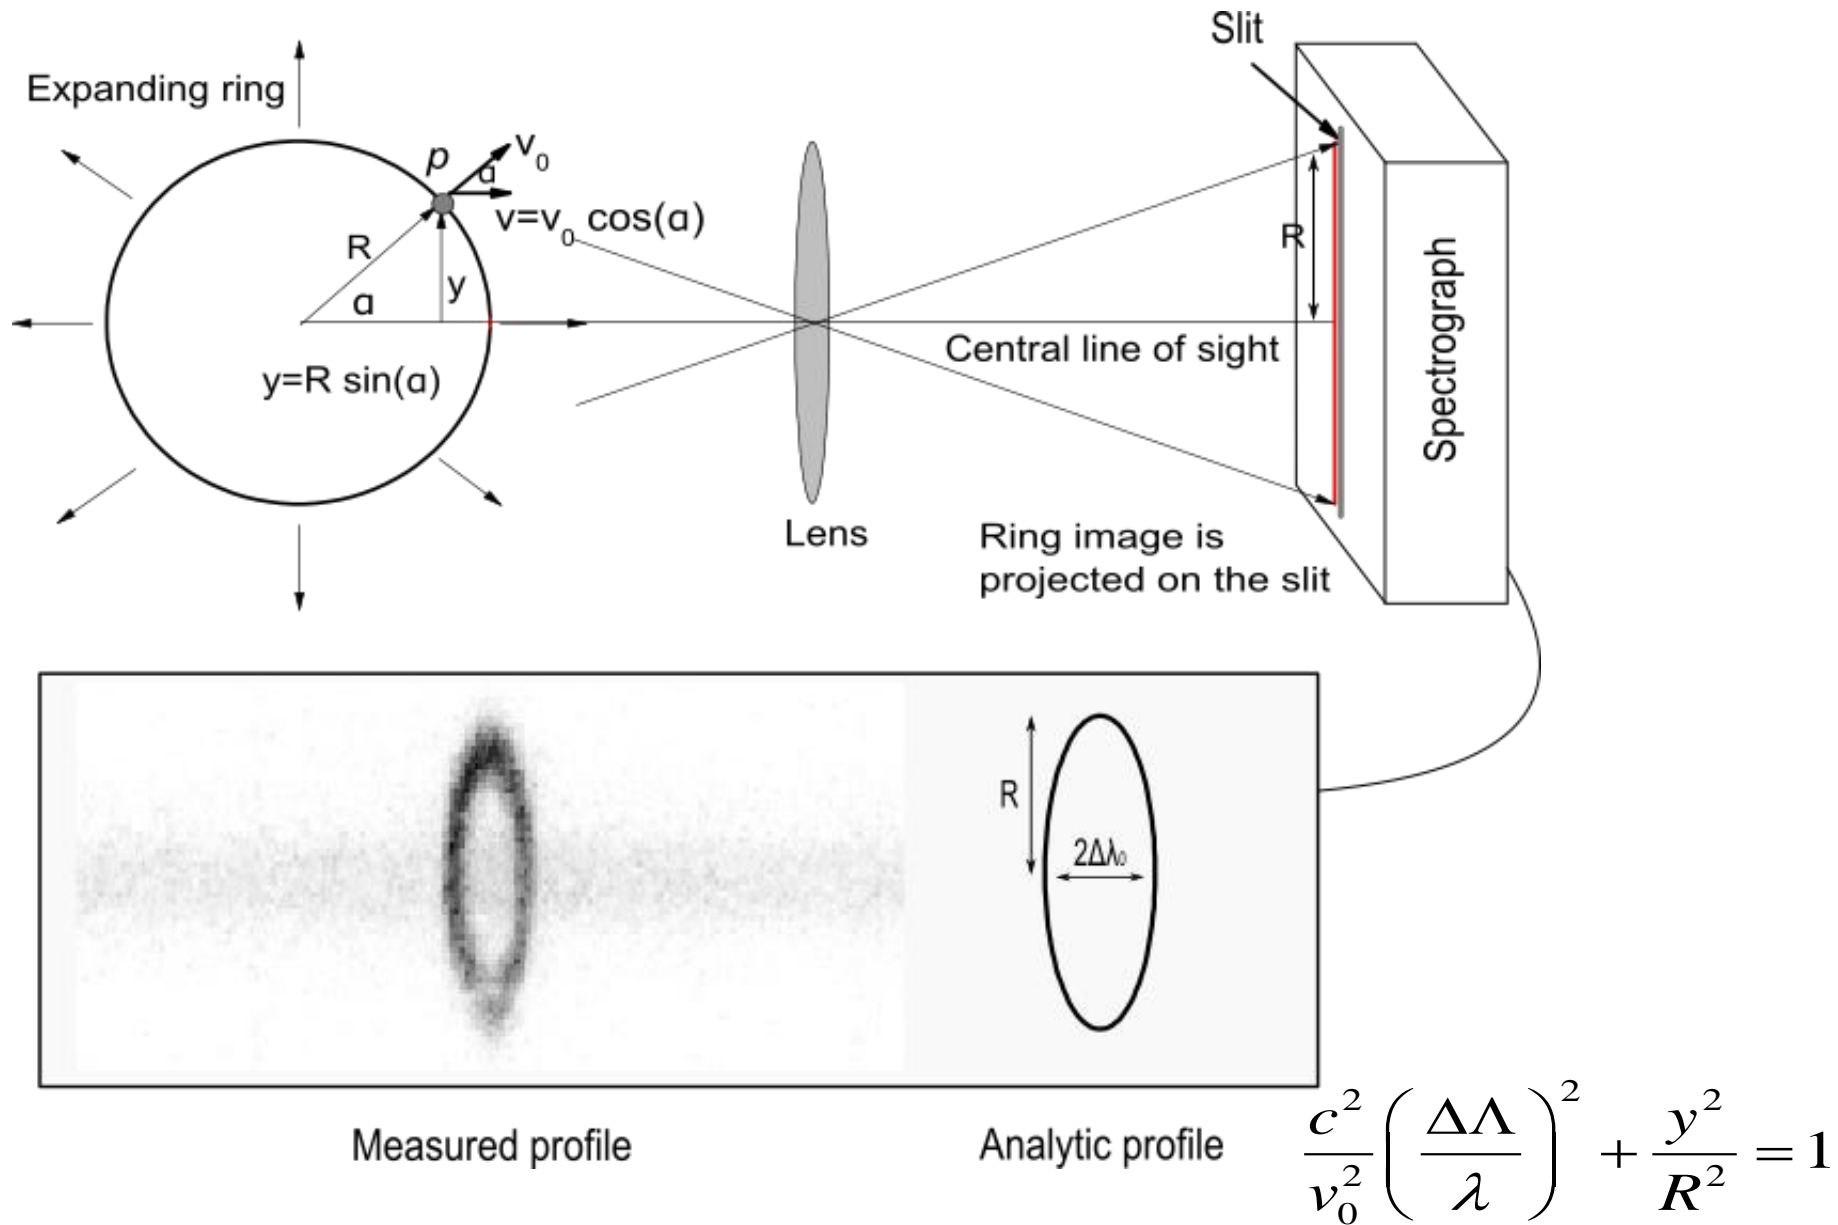 Slit
Expanding ring
p
v₀
α
v=v₀ cos(α)
R
y
α
R
Central line of sight
y=R sin(α)
Spectrograph
Lens
Ring image is
projected on the slit
R
2Δλ₀
Measured profile
Analytic profile
c²/v₀² (ΔΛ/λ)² + y²/R² = 1